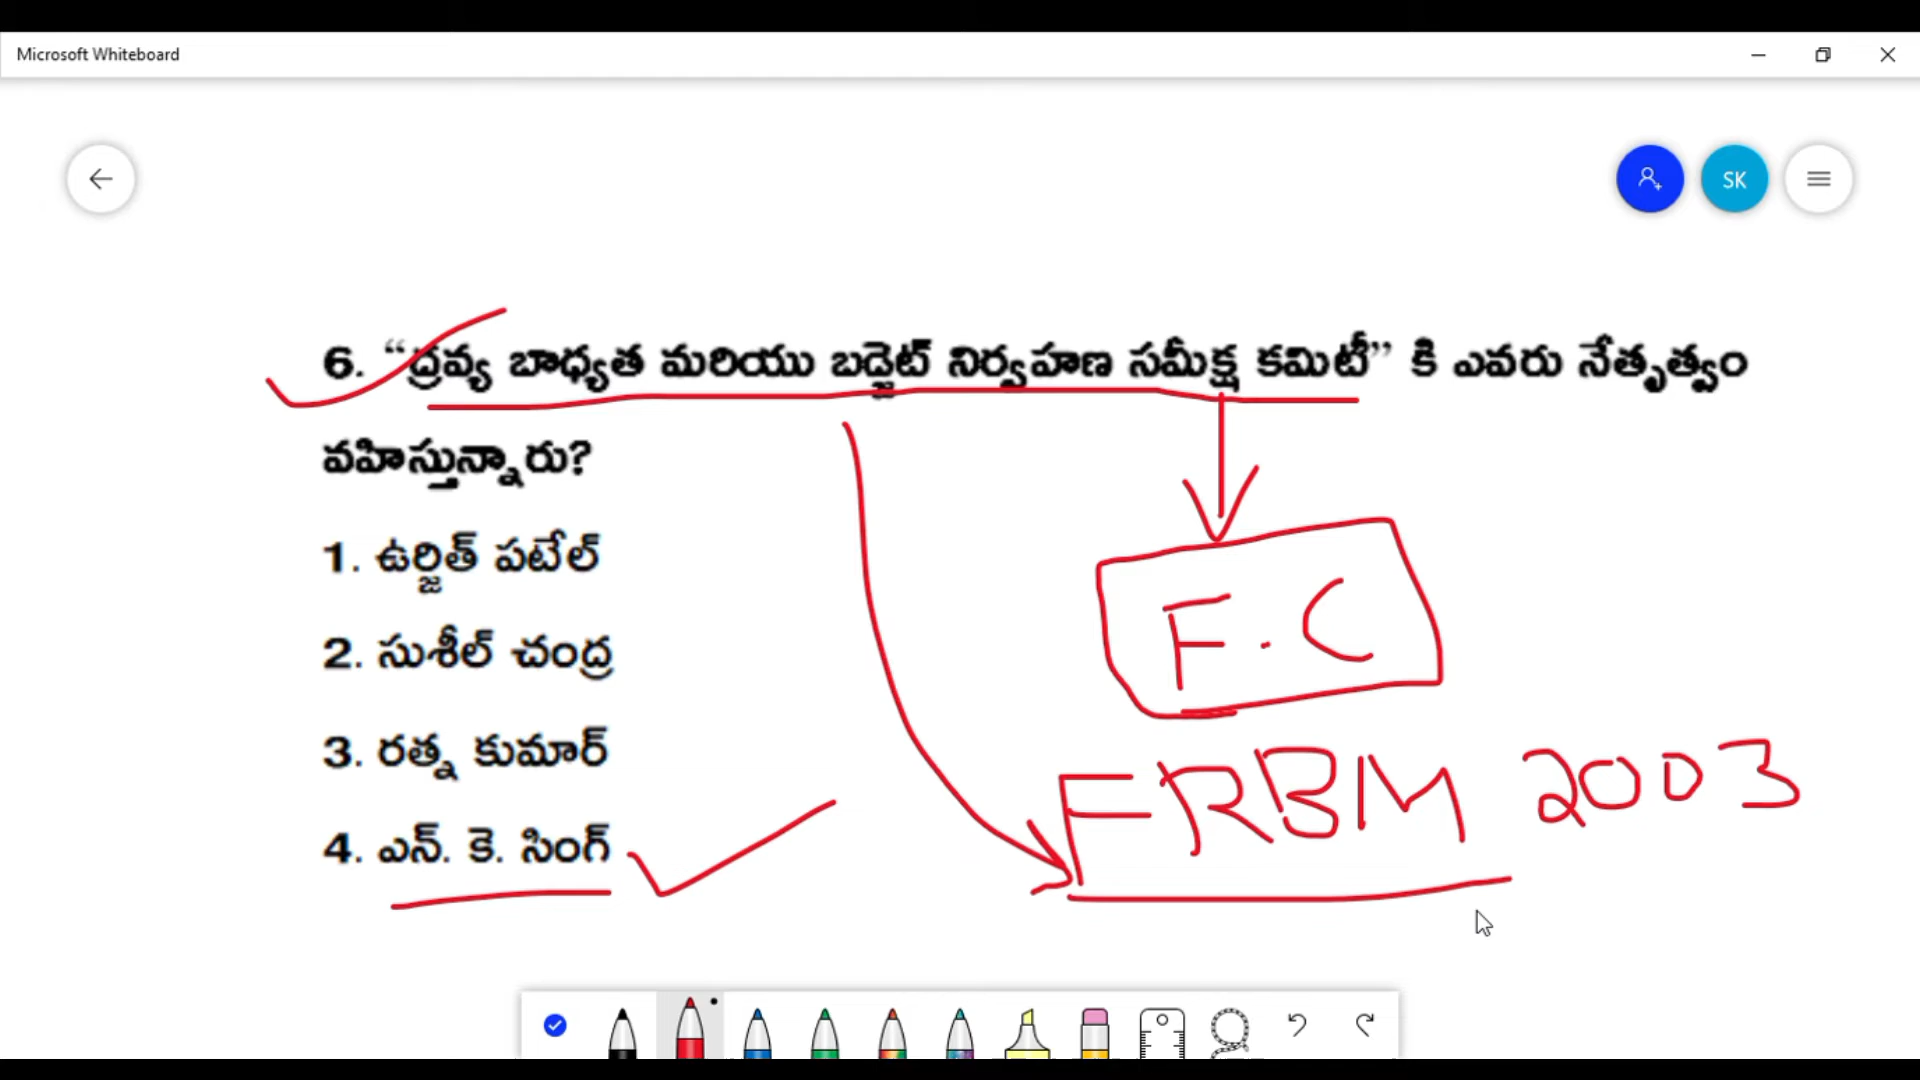 Microsoft Whiteboard
SK
6. “ద్రవ్య బాధ్యత మరియు బడ్జెట్ నిర్వహణ సమీక్ష కమిటీ” కి ఎవరు నేతృత్వం
వహిస్తున్నారు?
1. ఉర్జిత్ పటేల్
2. సుశీల్ చంద్ర
3. రత్న కుమార్
4. ఎన్. కె. సింగ్
F.C
FRBM 2003